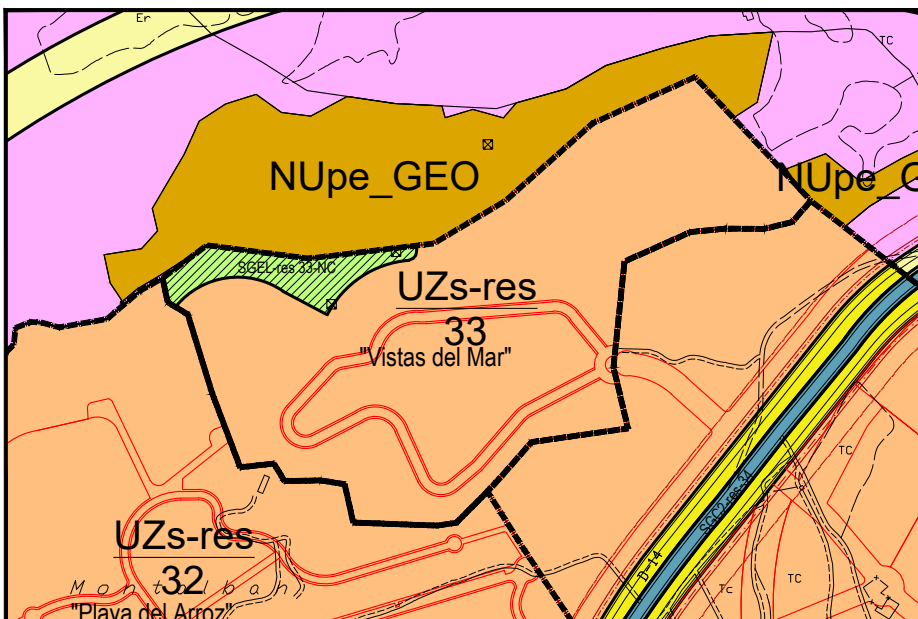 Er
TC
NUpe_GEO
NUpe_G
SGEL-res 33-NC
UZs-res
33
"Vistas del Mar"
TC
SGC2-res-34
UZs-res
32
D-14
Montalban
Tc
TC
"Playa del Arroz"